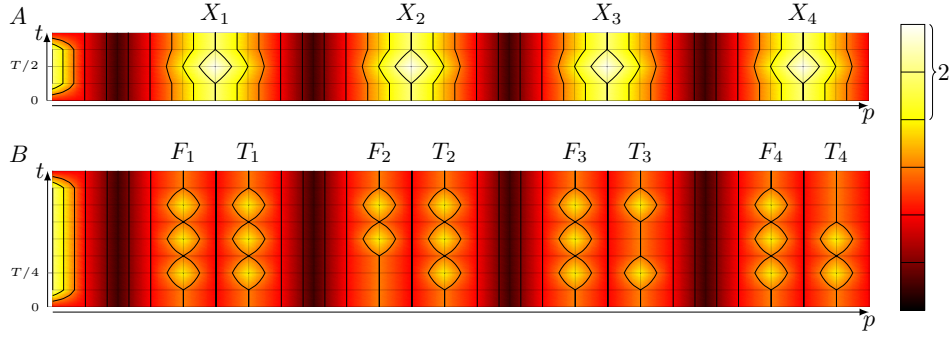 A X₁ X₂ X₃ X₄
t
T/2
0
p
2
B F₁ T₁ F₂ T₂ F₃ T₃ F₄ T₄
t
T/4
0
p